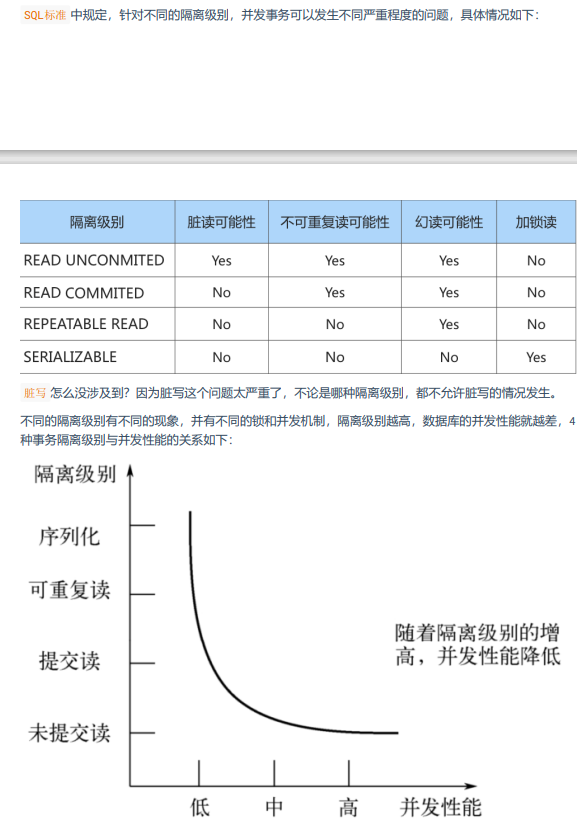 SQL标准 中规定，针对不同的隔离级别，并发事务可以发生不同严重程度的问题，具体情况如下：
隔离级别 脏读可能性 不可重复读可能性 幻读可能性 加锁读
READ UNCONMITED Yes Yes Yes No
READ COMMITED No Yes Yes No
REPEATABLE READ No No Yes No
SERIALIZABLE No No No Yes
脏写 怎么没涉及到？因为脏写这个问题太严重了，不论是哪种隔离级别，都不允许脏写的情况发生。
不同的隔离级别有不同的现象，并有不同的锁和并发机制，隔离级别越高，数据库的并发性能就越差，4
种事务隔离级别与并发性能的关系如下：
隔离级别
序列化
可重复读
随着隔离级别的增
高，并发性能降低
提交读
未提交读
低 中 高 并发性能